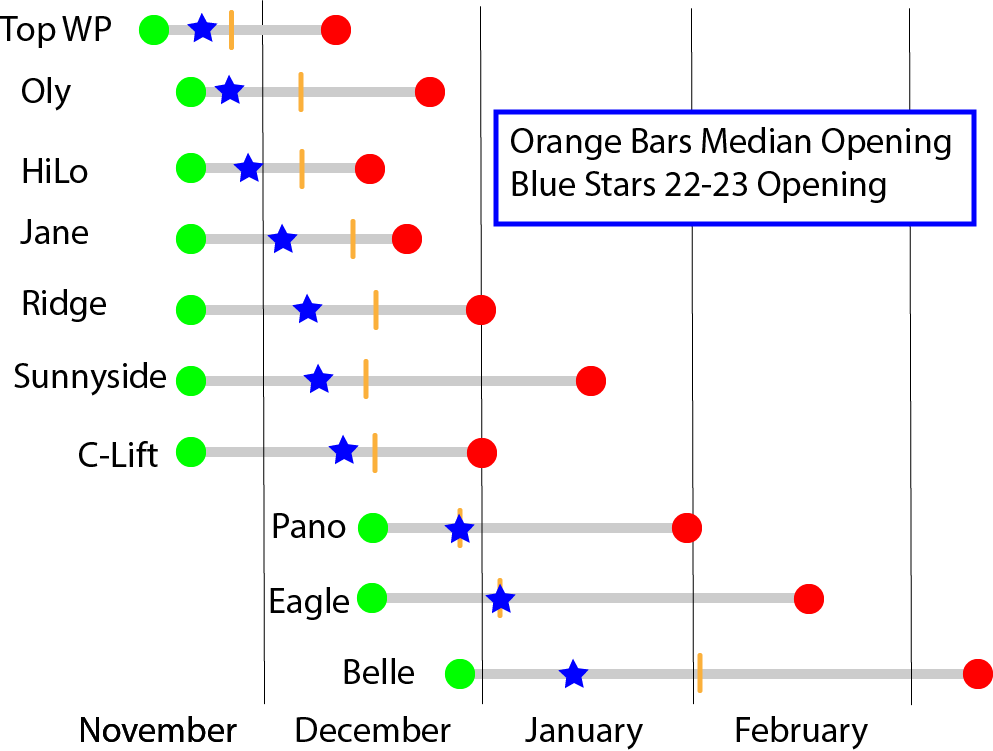 Top WP
Oly
Orange Bars Median Opening
Blue Stars 22-23 Opening
HiLo
Jane
Ridge
Sunnyside
C-Lift
Pano
Eagle
Belle
November December January February